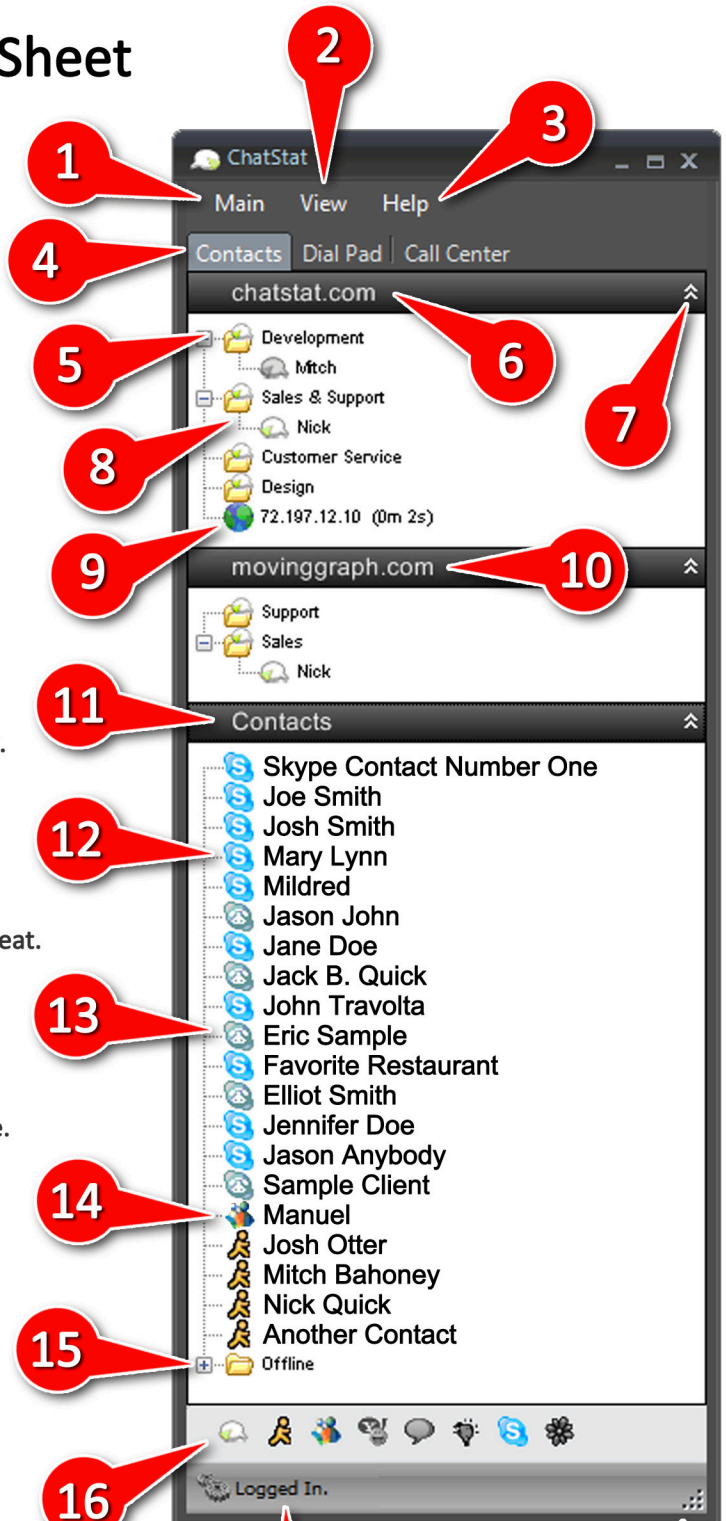 Sheet
2
3
1
ChatStat
Main View Help
4
Contacts Dial Pad Call Center
chatstat.com
5
Development
6
Mitch
7
Sales & Support
8
Nick
Customer Service
Design
72.197.12.10 (0m 2s)
9
movinggraph.com
10
Support
Sales
Nick
11
Contacts
.
Skype Contact Number One
Joe Smith
Josh Smith
12
Mary Lynn
Mildred
Jason John
eat.
Jane Doe
Jack B. Quick
13
John Travolta
Eric Sample
Favorite Restaurant
Elliot Smith
e.
Jennifer Doe
Jason Anybody
Sample Client
14
Manuel
Josh Otter
Mitch Bahoney
Nick Quick
Another Contact
15
Offline
16
Logged In.